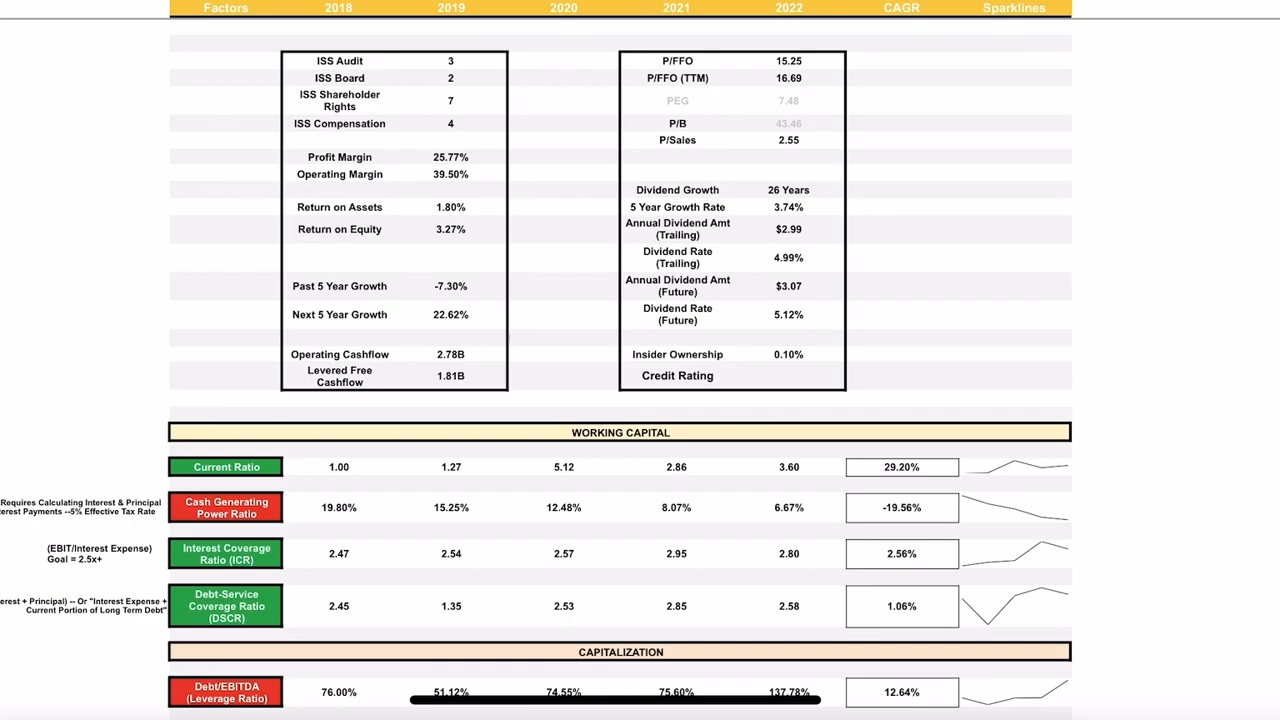 Factors 2018 2019 2020 2021 2022 CAGR Sparklines
ISS Audit 3 P/FFO 15.25
ISS Board 2 P/FFO (TTM) 16.69
ISS Shareholder
Rights 7 PEG 7.48
ISS Compensation 4 P/B 43.46
P/Sales 2.55
Profit Margin 25.77%
Operating Margin 39.50%
Dividend Growth 26 Years
Return on Assets 1.80% 5 Year Growth Rate 3.74%
Return on Equity 3.27% Annual Dividend Amt
(Trailing) $2.99
Dividend Rate
(Trailing) 4.99%
Past 5 Year Growth -7.30% Annual Dividend Amt
(Future) $3.07
Next 5 Year Growth 22.62% Dividend Rate
(Future) 5.12%
Operating Cashflow 2.78B Insider Ownership 0.10%
Levered Free
Cashflow 1.81B Credit Rating
WORKING CAPITAL
Current Ratio 1.00 1.27 5.12 2.86 3.60 29.20%
Requires Calculating Interest & Principal
terest Payments --5% Effective Tax Rate
Cash Generating
Power Ratio 19.80% 15.25% 12.48% 8.07% 6.67% -19.56%
(EBIT/Interest Expense)
Goal = 2.5x+
Interest Coverage
Ratio (ICR) 2.47 2.54 2.57 2.95 2.80 2.56%
erest + Principal) -- Or "Interest Expense +
Current Portion of Long Term Debt"
Debt-Service
Coverage Ratio
(DSCR) 2.45 1.35 2.53 2.85 2.58 1.06%
CAPITALIZATION
Debt/EBITDA
(Leverage Ratio) 76.00% 51.12% 74.55% 75.60% 137.78% 12.64%